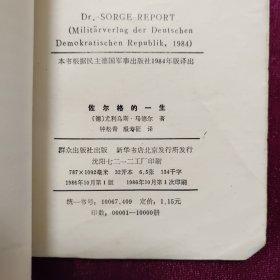 Dr. SORGE REPORT
(Militärverlag der Deutschen
Demokratischen Republik, 1984)
本书根据民主德国军事出版社1984年版译出
佐尔格的一生
〔德〕尤利乌斯·马德尔 著
钟松青 殷寿征 译
群众出版社出版 新华书店北京发行所发行
沈阳七二一二工厂印刷
787×1092毫米 32开本 6.5张 134千字
1986年10月第1版 1986年10月第1次印刷
统一书号：10067·409 定价：1.15元
印数：00001—10000册